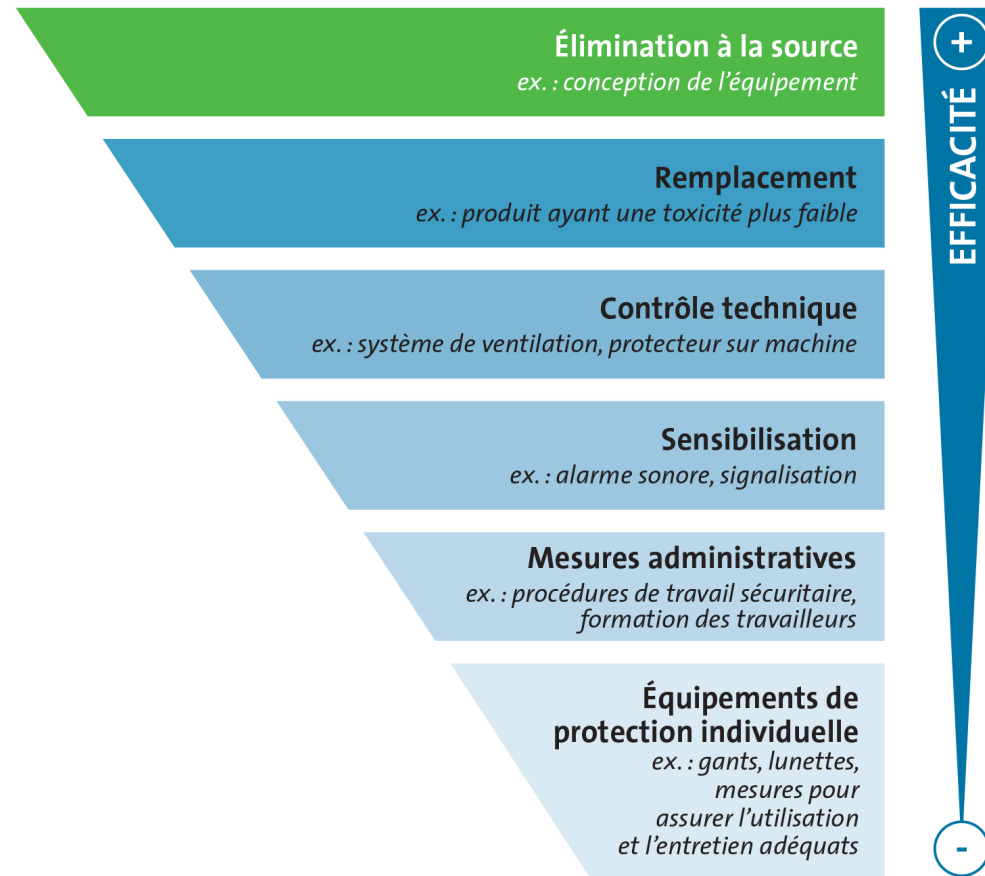 Élimination à la source
ex. : conception de l’équipement
Remplacement
ex. : produit ayant une toxicité plus faible
Contrôle technique
ex. : système de ventilation, protecteur sur machine
Sensibilisation
ex. : alarme sonore, signalisation
Mesures administratives
ex. : procédures de travail sécuritaire,
formation des travailleurs
Équipements de
protection individuelle
ex. : gants, lunettes,
mesures pour
assurer l’utilisation
et l’entretien adéquats
+
EFFICACITÉ
-